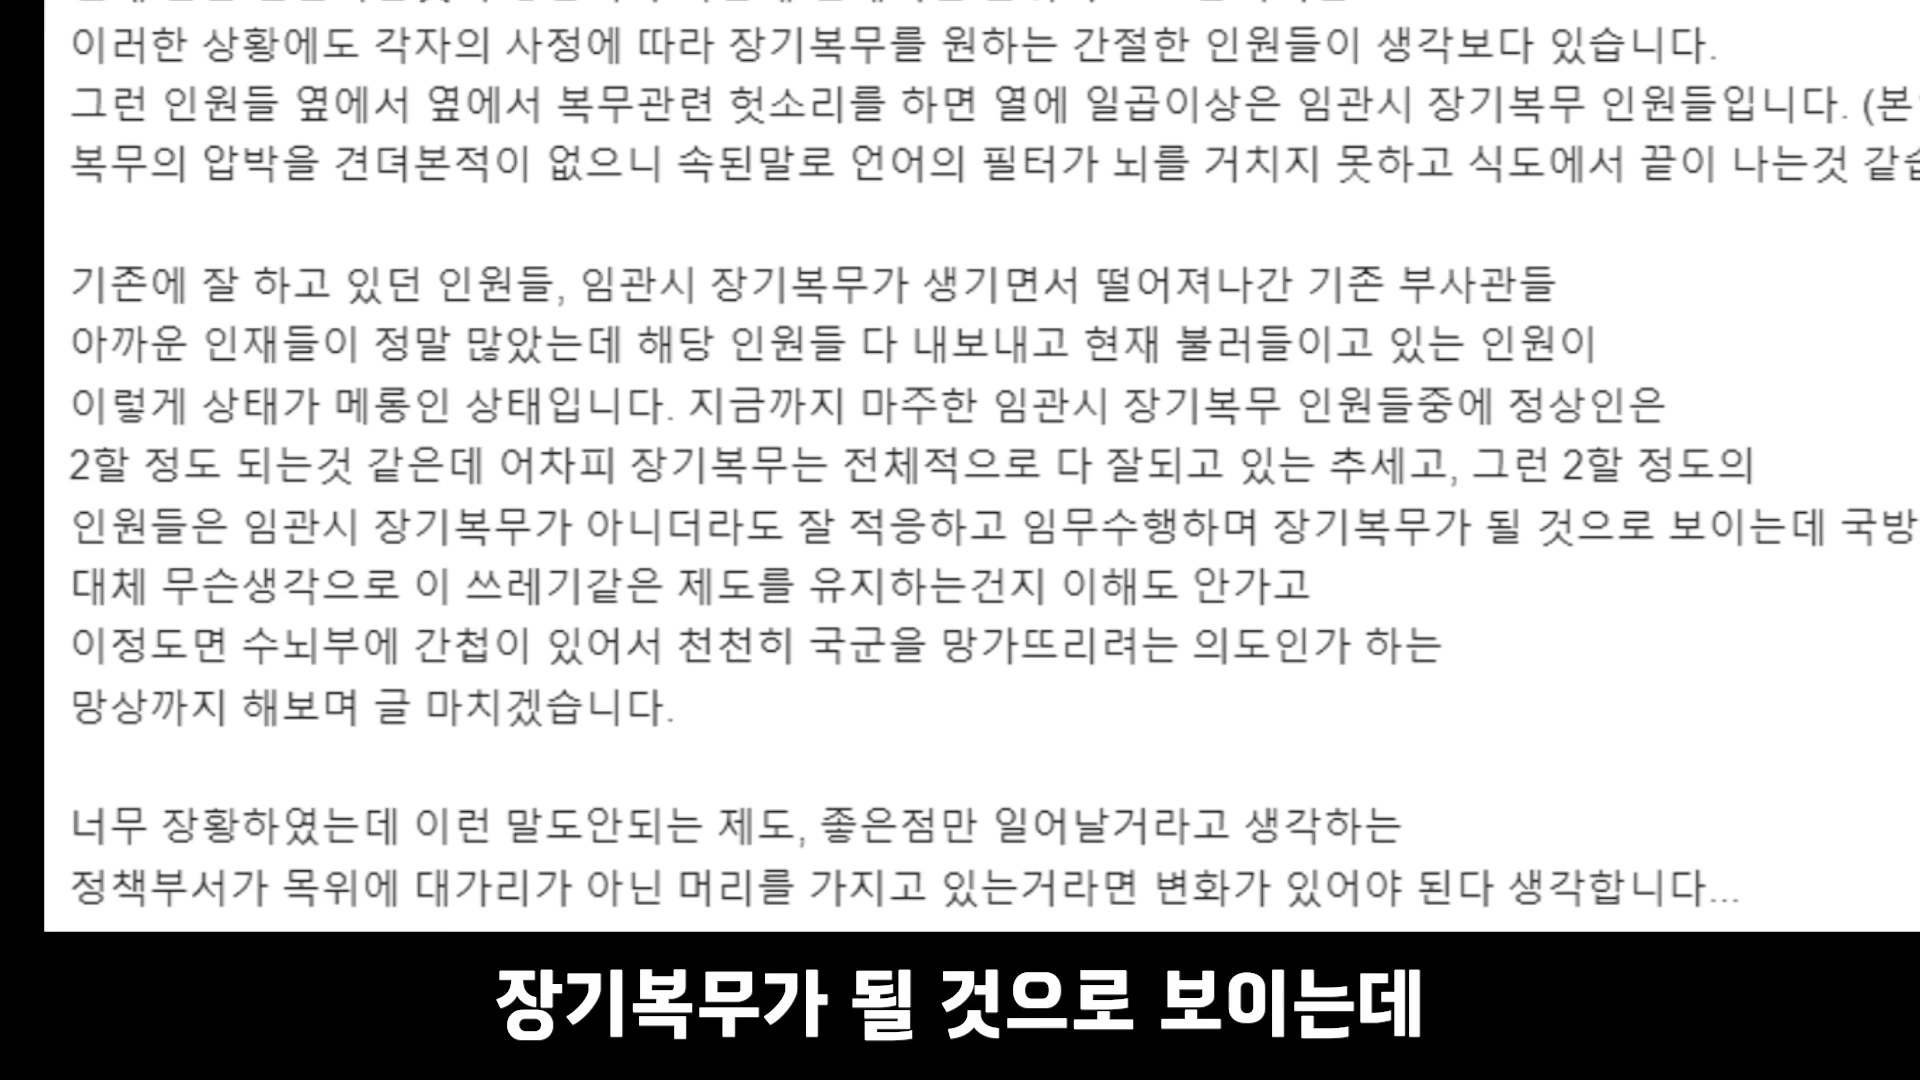 이러한 상황에도 각자의 사정에 따라 장기복무를 원하는 간절한 인원들이 생각보다 있습니다.
그런 인원들 옆에서 옆에서 복무관련 헛소리를 하면 열에 일곱이상은 임관시 장기복무 인원들입니다. (본
복무의 압박을 견뎌본적이 없으니 속된말로 언어의 필터가 뇌를 거치지 못하고 식도에서 끝이 나는것
기존에 잘 하고 있던 인원들, 임관시 장기복무가 생기면서 떨어져나간 기존 부사관들
아까운 인재들이 정말 많았는데 해당 인원들 다 내보내고 현재 불러들이고 있는 인원이
이렇게 상태가 메롱인 상태입니다. 지금까지 마주한 임관시 장기복무 인원들중에 정상인은
2할 정도 되는것 같은데 어차피 장기복무는 전체적으로 다 잘되고 있는 추세고, 그런 2할 정도의
인원들은 임관시 장기복무가 아니더라도 잘 적응하고 임무수행하며 장기복무가 될 것으로 보이는데 국방
대체 무슨생각으로 이 쓰레기같은 제도를 유지하는건지 이해도 안가고
이정도면 수뇌부에 간첩이 있어서 천천히 국군을 망가뜨리려는 의도인가 하는
망상까지 해보며 글 마치겠습니다.
너무 장황하였는데 이런 말도안되는 제도, 좋은점만 일어날거라고 생각하는
정책부서가 목위에 대가리가 아닌 머리를 가지고 있는거라면 변화가 있어야 된다 생각합니다...
장기복무가 될 것으로 보이는데